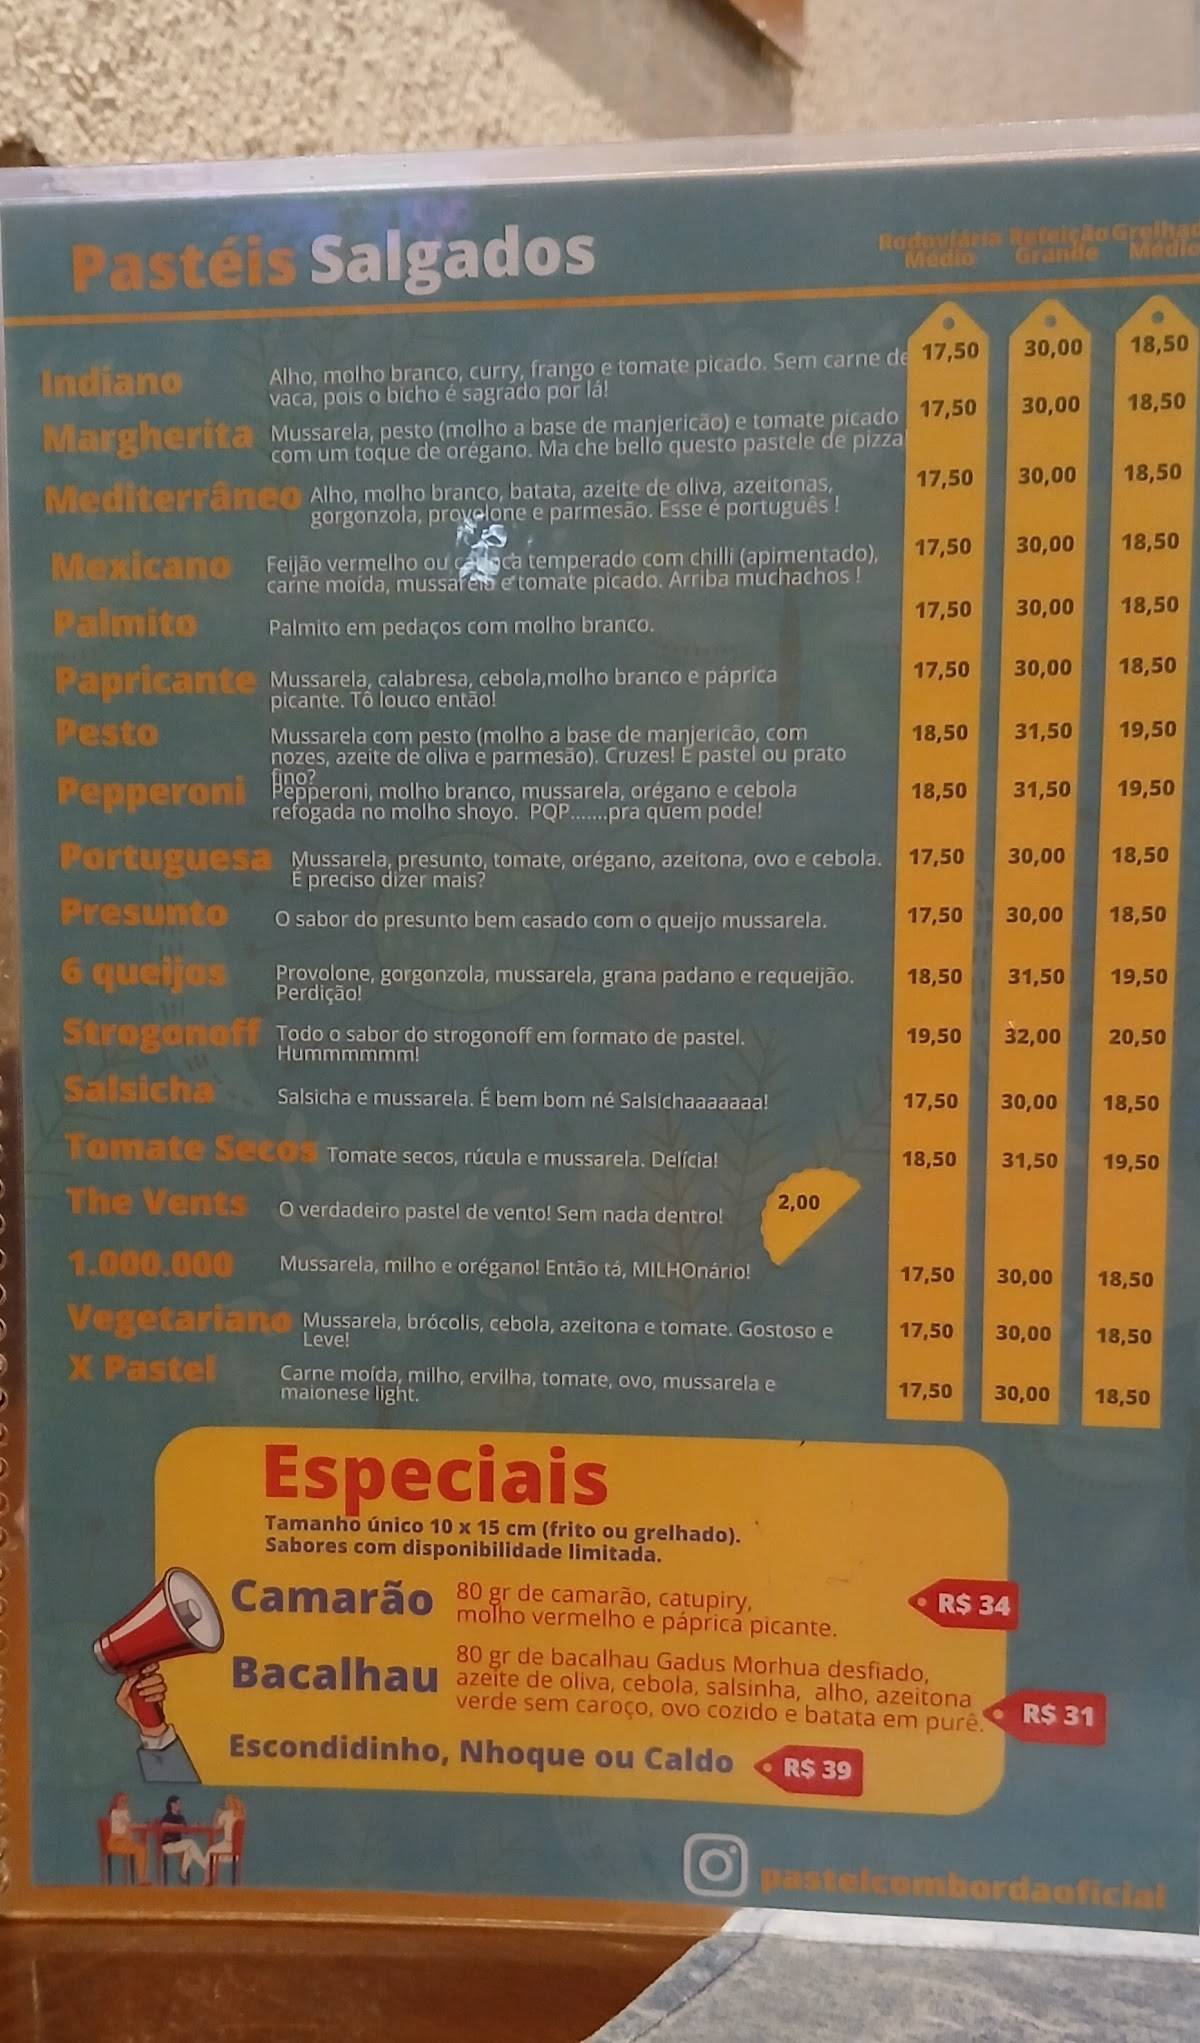 Pastéis Salgados
Rodoviária Refeição Grelhad
Médio Grande Médio
Indiano Alho, molho branco, curry, frango e tomate picado. Sem carne de 17,50 30,00 18,50
vaca, pois o bicho é sagrado por lá!
Margherita Mussarela, pesto (molho a base de manjericão) e tomate picado 17,50 30,00 18,50
com um toque de orégano. Ma che bello questo pastele de pizza
Mediterrâneo Alho, molho branco, batata, azeite de oliva, azeitonas, 17,50 30,00 18,50
gorgonzola, provolone e parmesão. Esse é português !
Mexicano Feijão vermelho ou temperado com chilli (apimentado), 17,50 30,00 18,50
carne moída, mussarela e tomate picado. Arriba muchachos !
Palmito Palmito em pedaços com molho branco. 17,50 30,00 18,50
Papricante Mussarela, calabresa, cebola,molho branco e páprica 17,50 30,00 18,50
picante. Tô louco então!
Pesto Mussarela com pesto (molho a base de manjericão, com 18,50 31,50 19,50
nozes, azeite de oliva e parmesão). Cruzes! É pastel ou prato
fino?
Pepperoni Pepperoni, molho branco, mussarela, orégano e cebola 18,50 31,50 19,50
refogada no molho shoyo. PQP.......pra quem pode!
Portuguesa Mussarela, presunto, tomate, orégano, azeitona, ovo e cebola. 17,50 30,00 18,50
É preciso dizer mais?
Presunto O sabor do presunto bem casado com o queijo mussarela. 17,50 30,00 18,50
6 queijos Provolone, gorgonzola, mussarela, grana padano e requeijão. 18,50 31,50 19,50
Perdição!
Strogonoff Todo o sabor do strogonoff em formato de pastel. 19,50 32,00 20,50
Hummmmmm!
Salsicha Salsicha e mussarela. É bem bom né Salsichaaaaaaa! 17,50 30,00 18,50
Tomate Secos Tomate secos, rúcula e mussarela. Delícia! 18,50 31,50 19,50
The Vents O verdadeiro pastel de vento! Sem nada dentro! 2,00
1.000.000 Mussarela, milho e orégano! Então tá, MILHOnário! 17,50 30,00 18,50
Vegetariano Mussarela, brócolis, cebola, azeitona e tomate. Gostoso e 17,50 30,00 18,50
Leve!
X Pastel Carne moída, milho, ervilha, tomate, ovo, mussarela e 17,50 30,00 18,50
maionese light.
Especiais
Tamanho único 10 x 15 cm (frito ou grelhado).
Sabores com disponibilidade limitada.
Camarão 80 gr de camarão, catupiry, R$ 34
molho vermelho e páprica picante.
Bacalhau 80 gr de bacalhau Gadus Morhua desfiado,
azeite de oliva, cebola, salsinha, alho, azeitona
verde sem caroço, ovo cozido e batata em purê. R$ 31
Escondidinho, Nhoque ou Caldo R$ 39
pastelcombordaoficial